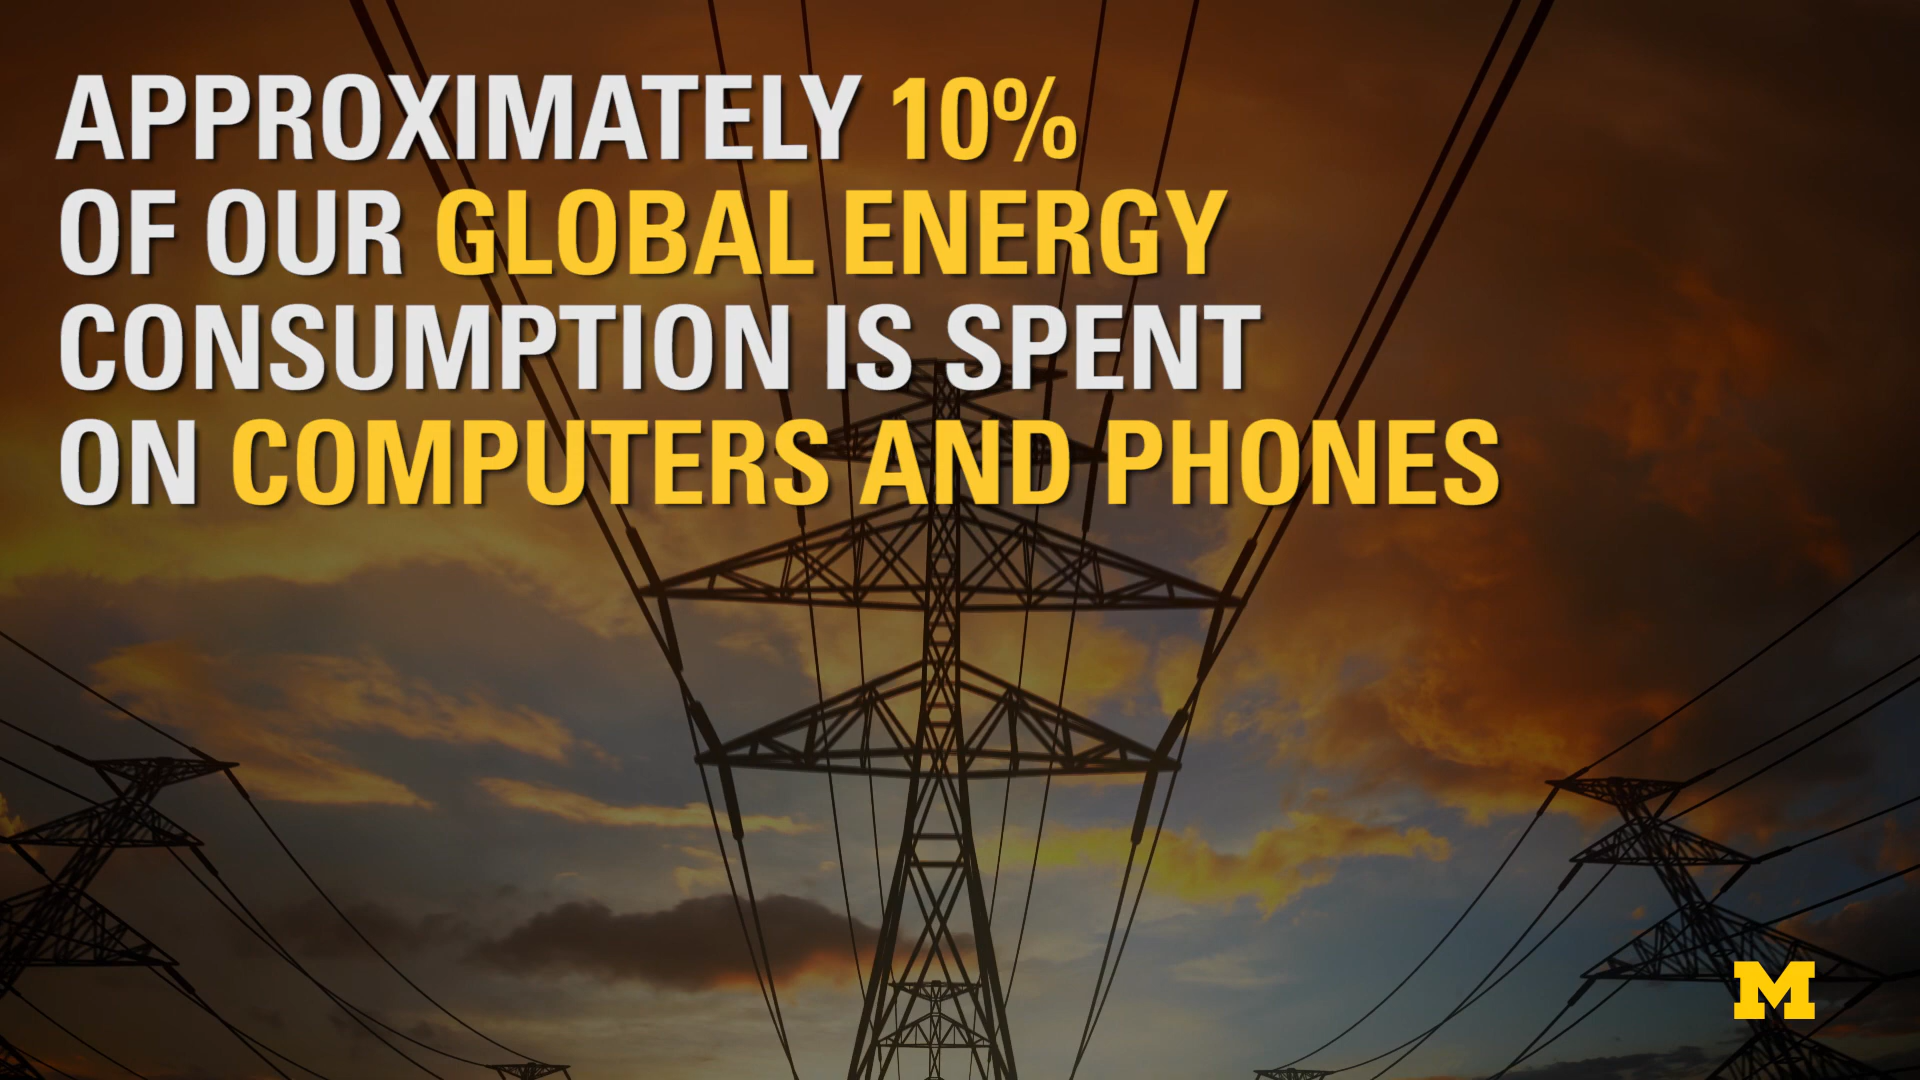 APPROXIMATELY 10%
OF OUR GLOBAL ENERGY
CONSUMPTION IS SPENT
ON COMPUTERS AND PHONES
M